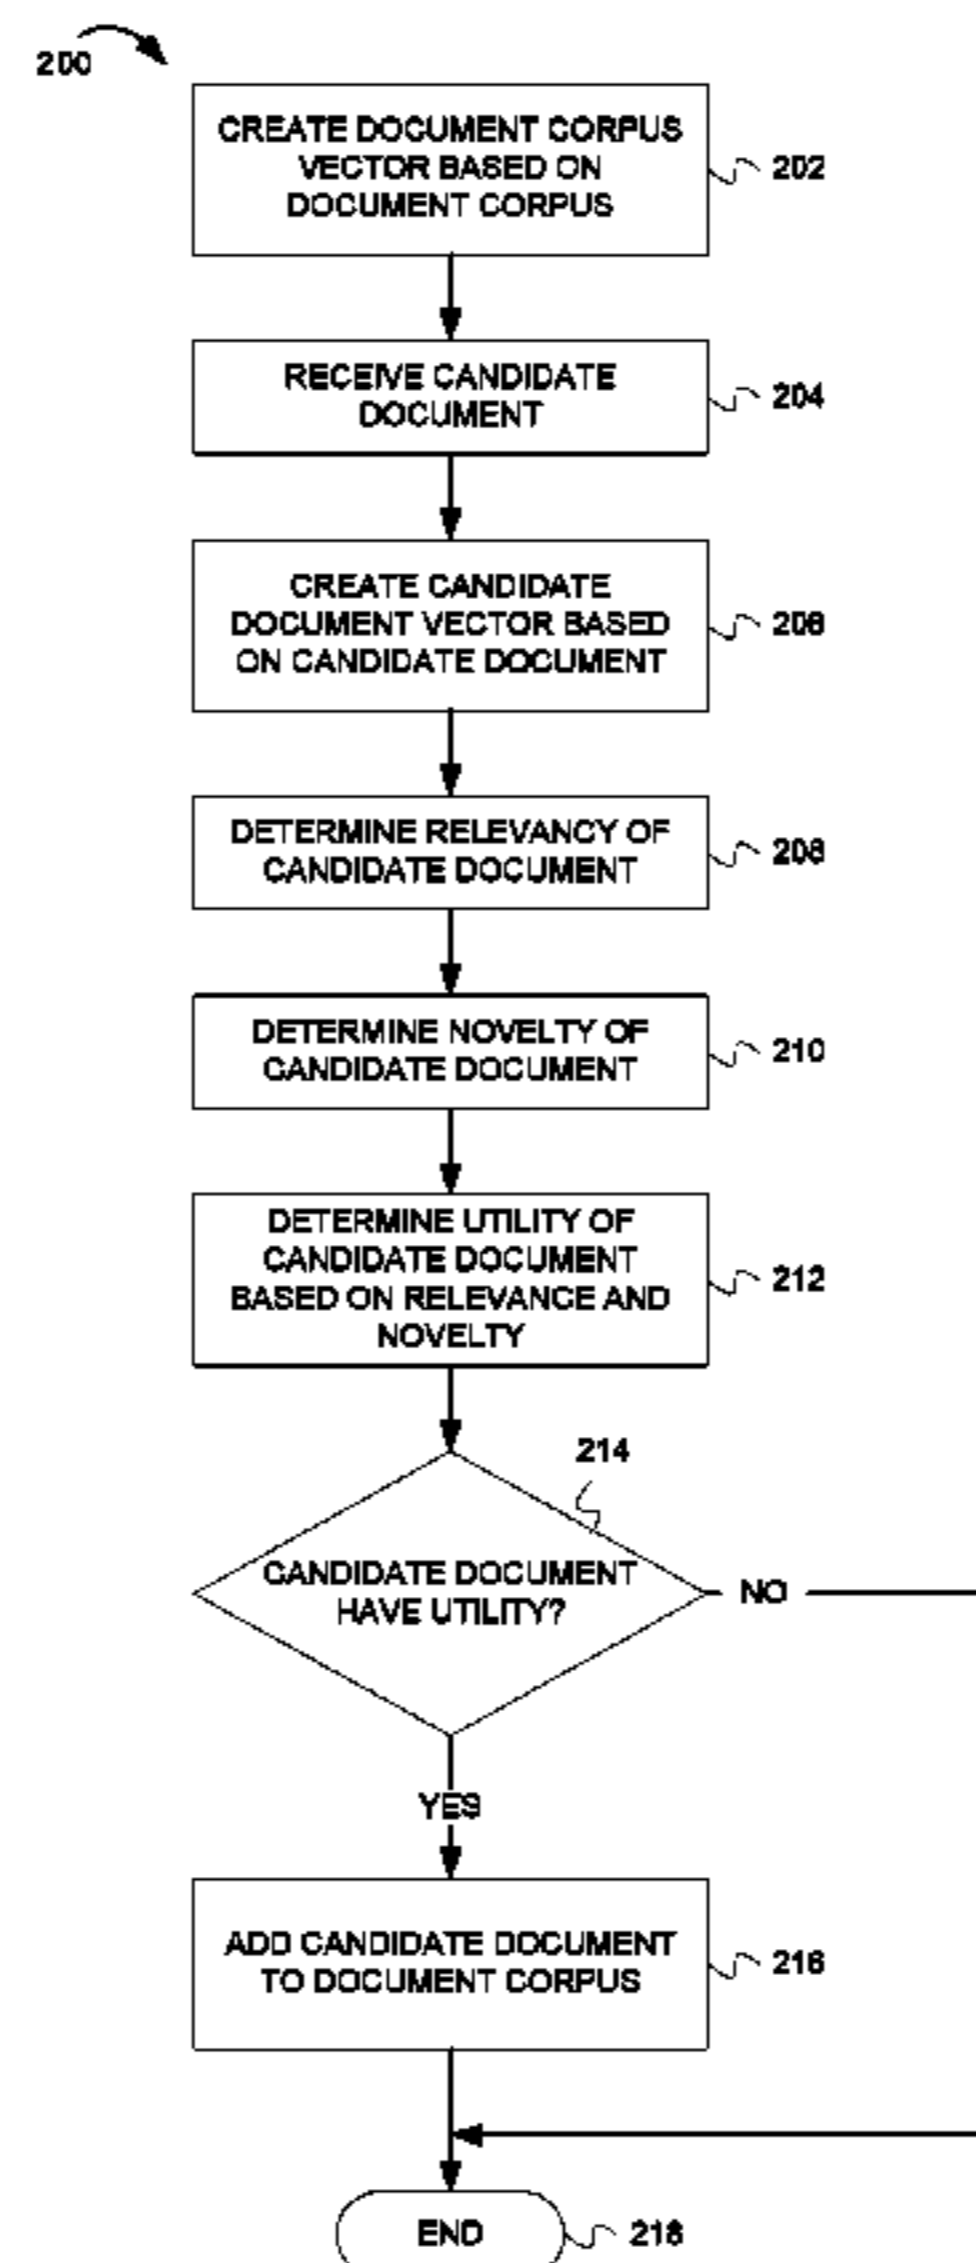 200
CREATE DOCUMENT CORPUS
VECTOR BASED ON
DOCUMENT CORPUS
202
RECEIVE CANDIDATE
DOCUMENT
204
CREATE CANDIDATE
DOCUMENT VECTOR BASED
ON CANDIDATE DOCUMENT
206
DETERMINE RELEVANCY OF
CANDIDATE DOCUMENT
208
DETERMINE NOVELTY OF
CANDIDATE DOCUMENT
210
DETERMINE UTILITY OF
CANDIDATE DOCUMENT
BASED ON RELEVANCE AND
NOVELTY
212
214
CANDIDATE DOCUMENT
HAVE UTILITY?
NO
YES
ADD CANDIDATE DOCUMENT
TO DOCUMENT CORPUS
216
END
218